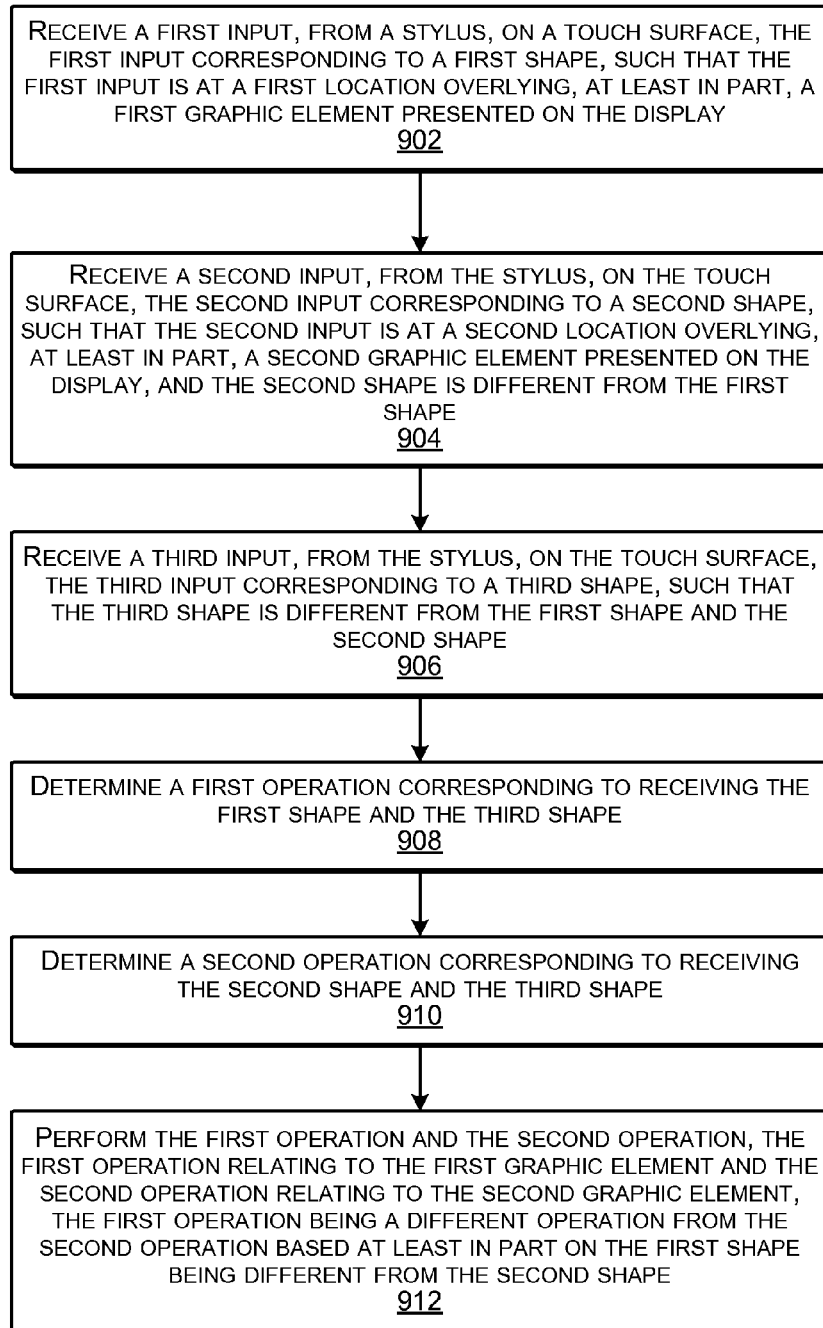 RECEIVE A FIRST INPUT, FROM A STYLUS, ON A TOUCH SURFACE, THE
FIRST INPUT CORRESPONDING TO A FIRST SHAPE, SUCH THAT THE
FIRST INPUT IS AT A FIRST LOCATION OVERLYING, AT LEAST IN PART, A
FIRST GRAPHIC ELEMENT PRESENTED ON THE DISPLAY
902
RECEIVE A SECOND INPUT, FROM THE STYLUS, ON THE TOUCH
SURFACE, THE SECOND INPUT CORRESPONDING TO A SECOND SHAPE,
SUCH THAT THE SECOND INPUT IS AT A SECOND LOCATION OVERLYING,
AT LEAST IN PART, A SECOND GRAPHIC ELEMENT PRESENTED ON THE
DISPLAY, AND THE SECOND SHAPE IS DIFFERENT FROM THE FIRST
SHAPE
904
RECEIVE A THIRD INPUT, FROM THE STYLUS, ON THE TOUCH SURFACE,
THE THIRD INPUT CORRESPONDING TO A THIRD SHAPE, SUCH THAT
THE THIRD SHAPE IS DIFFERENT FROM THE FIRST SHAPE AND THE
SECOND SHAPE
906
DETERMINE A FIRST OPERATION CORRESPONDING TO RECEIVING THE
FIRST SHAPE AND THE THIRD SHAPE
908
DETERMINE A SECOND OPERATION CORRESPONDING TO RECEIVING
THE SECOND SHAPE AND THE THIRD SHAPE
910
PERFORM THE FIRST OPERATION AND THE SECOND OPERATION, THE
FIRST OPERATION RELATING TO THE FIRST GRAPHIC ELEMENT AND THE
SECOND OPERATION RELATING TO THE SECOND GRAPHIC ELEMENT,
THE FIRST OPERATION BEING A DIFFERENT OPERATION FROM THE
SECOND OPERATION BASED AT LEAST IN PART ON THE FIRST SHAPE
BEING DIFFERENT FROM THE SECOND SHAPE
912